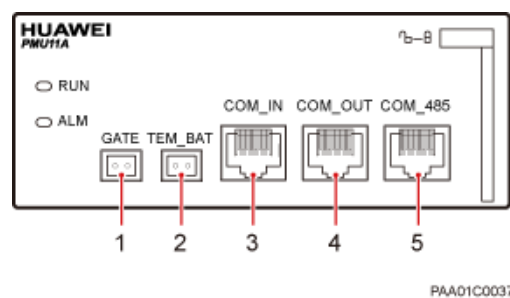 HUAWEI
PMU11A
RUN
ALM
GATE TEM_BAT COM_IN COM_OUT COM_485
1 2 3 4 5
PAA01C0037